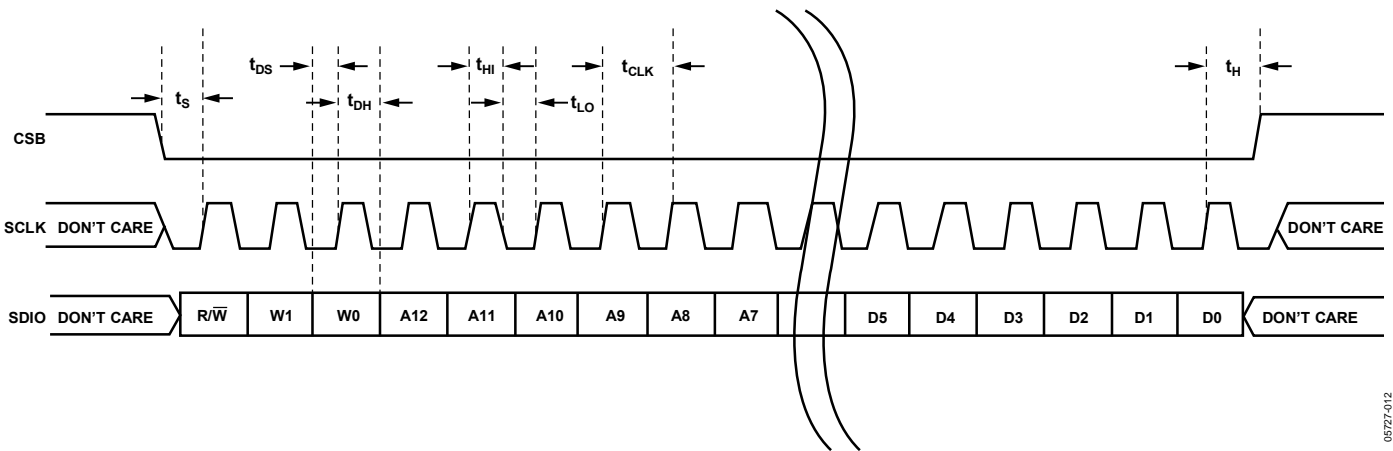 tDS
tHI
tCLK
tH
tS
tDH
tLO
CSB
SCLK DON'T CARE
DON'T CARE
SDIO DON'T CARE R/W̅ W1 W0 A12 A11 A10 A9 A8 A7 D5 D4 D3 D2 D1 D0 DON'T CARE
05727-012